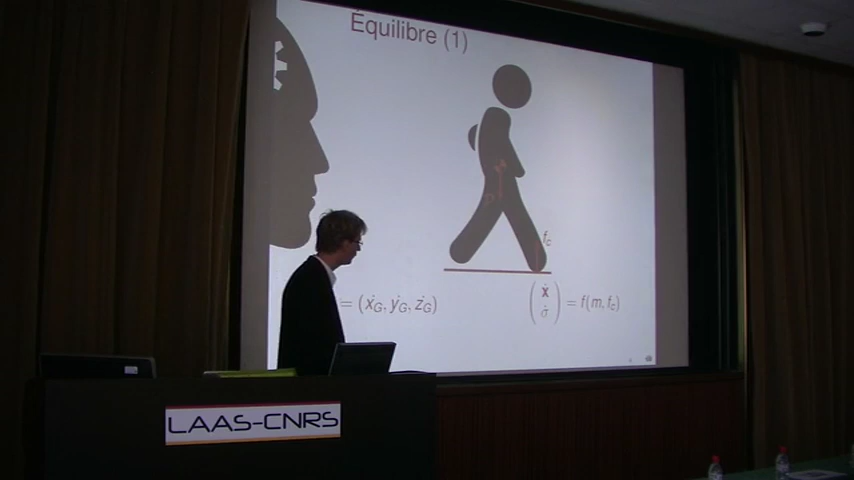 Équilibre (1)
f_c
= (ẋ_G, ẏ_G, ż_G)
= f(m, f_c)
LAAS-CNRS